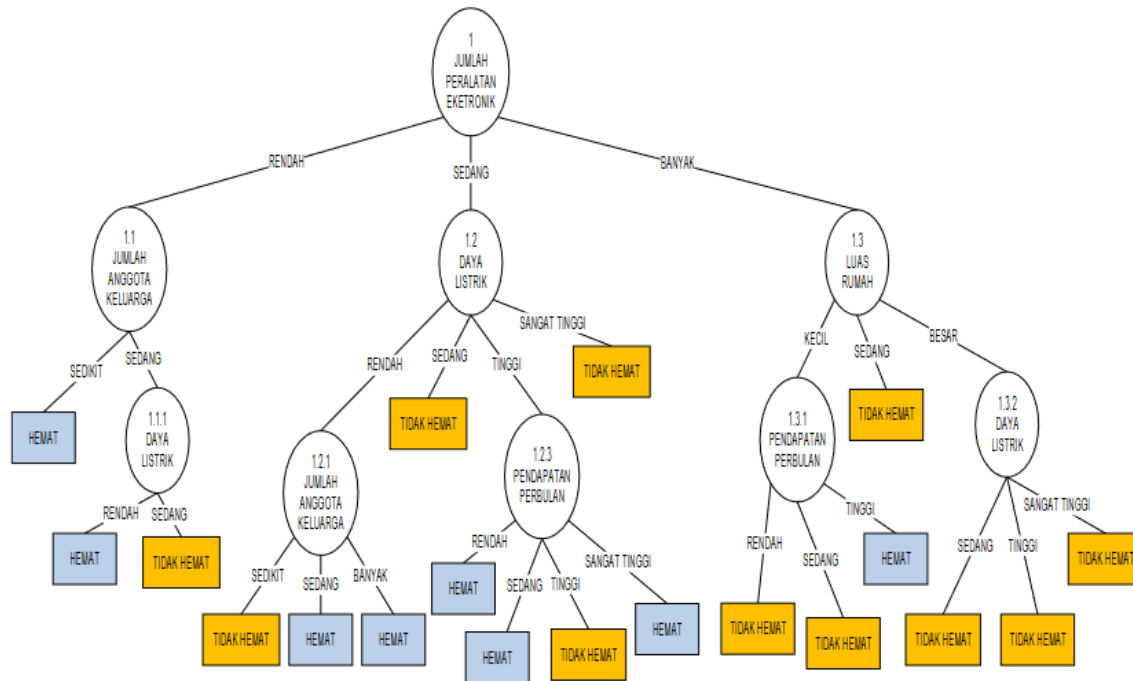 1
JUMLAH
PERALATAN
EKETRONIK
RENDAH
SEDANG
BANYAK
1.1
JUMLAH
ANGGOTA
KELUARGA
1.2
DAYA
LISTRIK
1.3
LUAS
RUMAH
SEDIKIT
SEDANG
RENDAH
SEDANG
TINGGI
SANGAT TINGGI
KECIL
SEDANG
BESAR
HEMAT
1.1.1
DAYA
LISTRIK
TIDAK HEMAT
TIDAK HEMAT
TIDAK HEMAT
1.2.1
JUMLAH
ANGGOTA
KELUARGA
1.2.3
PENDAPATAN
PERBULAN
1.3.1
PENDAPATAN
PERBULAN
1.3.2
DAYA
LISTRIK
RENDAH
SEDANG
HEMAT
TIDAK HEMAT
SEDIKIT
SEDANG
BANYAK
TIDAK HEMAT
HEMAT
HEMAT
RENDAH
SEDANG
TINGGI
SANGAT TINGGI
HEMAT
HEMAT
TIDAK HEMAT
HEMAT
RENDAH
SEDANG
TINGGI
TIDAK HEMAT
TIDAK HEMAT
HEMAT
SEDANG
TINGGI
SANGAT TINGGI
TIDAK HEMAT
TIDAK HEMAT
TIDAK HEMAT